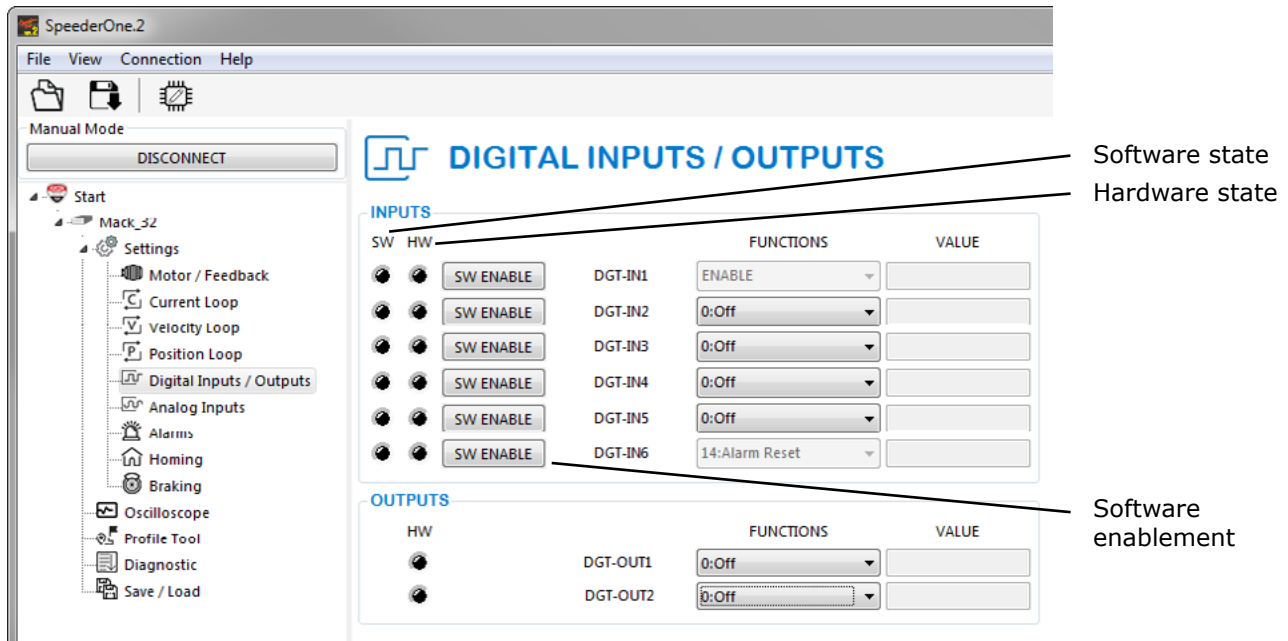 SpeederOne.2
File View Connection Help
Manual Mode
DISCONNECT
Start
Mack_32
Settings
Motor / Feedback
C Current Loop
V Velocity Loop
P Position Loop
Digital Inputs / Outputs
Analog Inputs
Alarms
Homing
Braking
Oscilloscope
Profile Tool
Diagnostic
Save / Load
DIGITAL INPUTS / OUTPUTS
INPUTS
SW HW FUNCTIONS VALUE
SW ENABLE DGT-IN1 ENABLE
SW ENABLE DGT-IN2 0:Off
SW ENABLE DGT-IN3 0:Off
SW ENABLE DGT-IN4 0:Off
SW ENABLE DGT-IN5 0:Off
SW ENABLE DGT-IN6 14:Alarm Reset
OUTPUTS
HW FUNCTIONS VALUE
DGT-OUT1 0:Off
DGT-OUT2 0:Off
Software state
Hardware state
Software
enablement